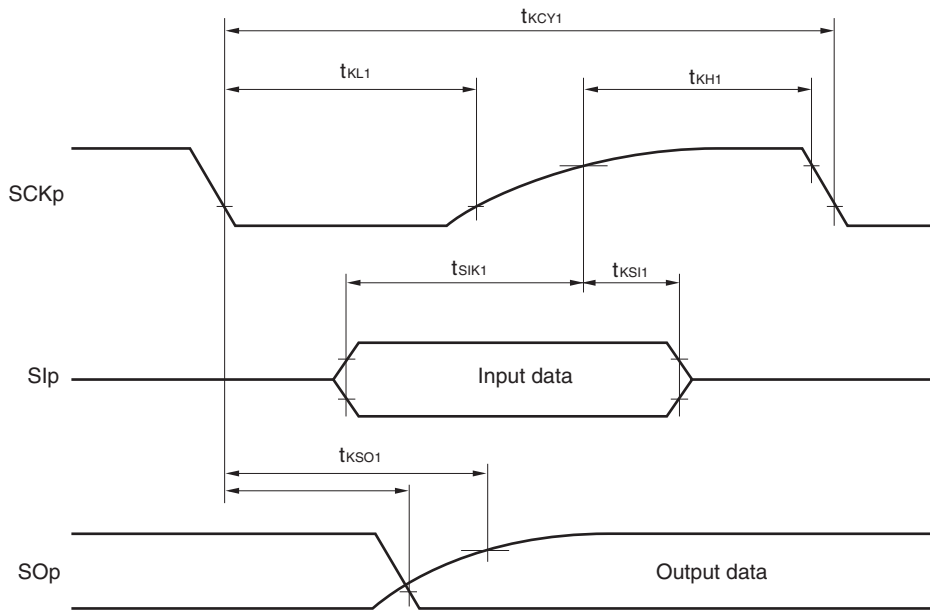 tKCY1
tKL1
tKH1
SCKp
tSIK1
tKSI1
SIp
Input data
tKSO1
SOp
Output data